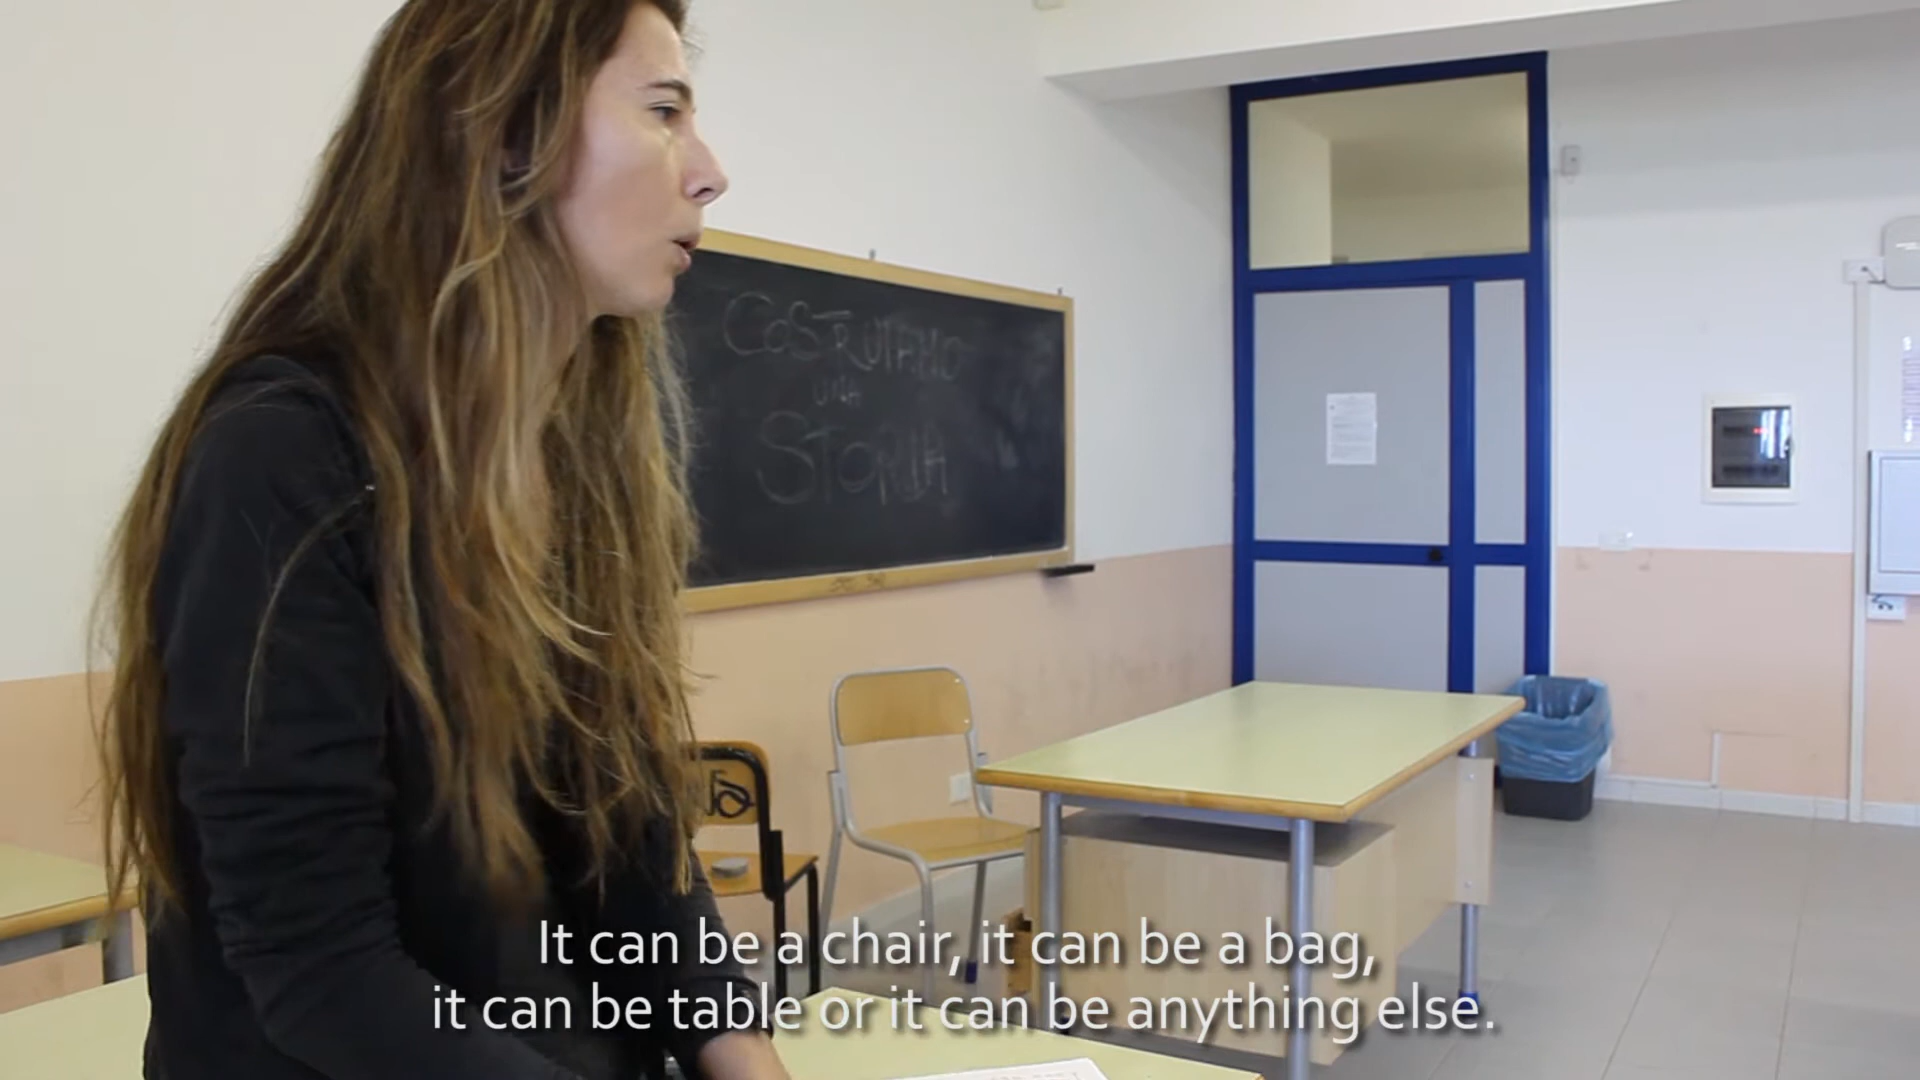 COSTRUIAMO
UNA
STORIA
It can be a chair, it can be a bag,
it can be table or it can be anything else.